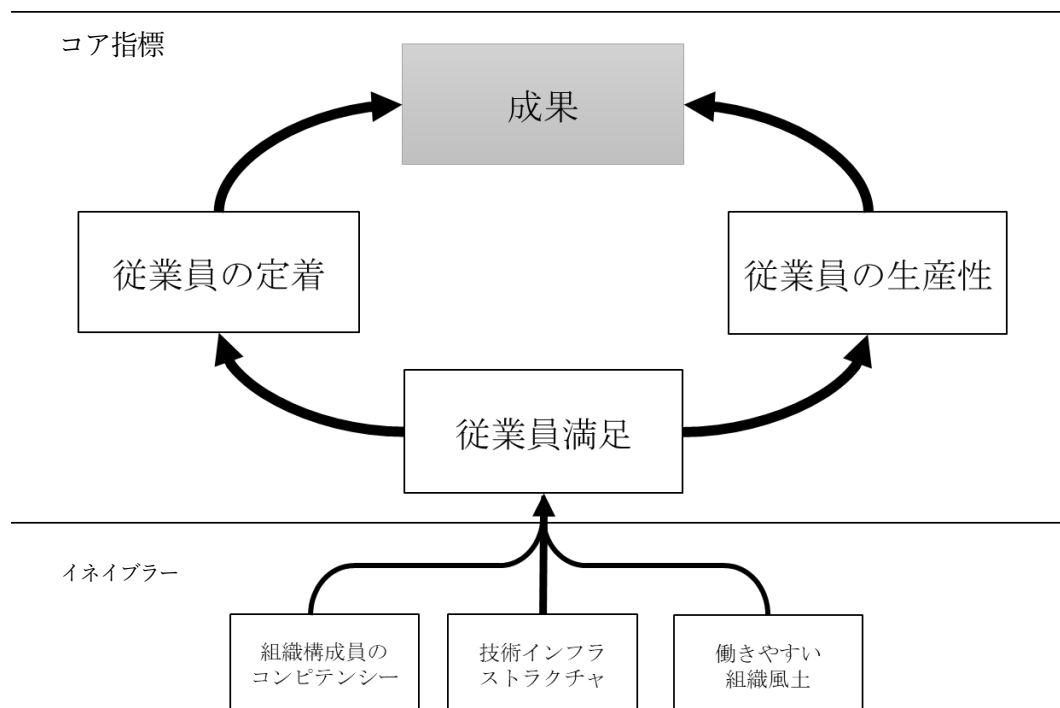 コア指標
成果
従業員の定着
従業員の生産性
従業員満足
イネイブラー
組織構成員の
コンピテンシー
技術インフラ
ストラクチャ
働きやすい
組織風土